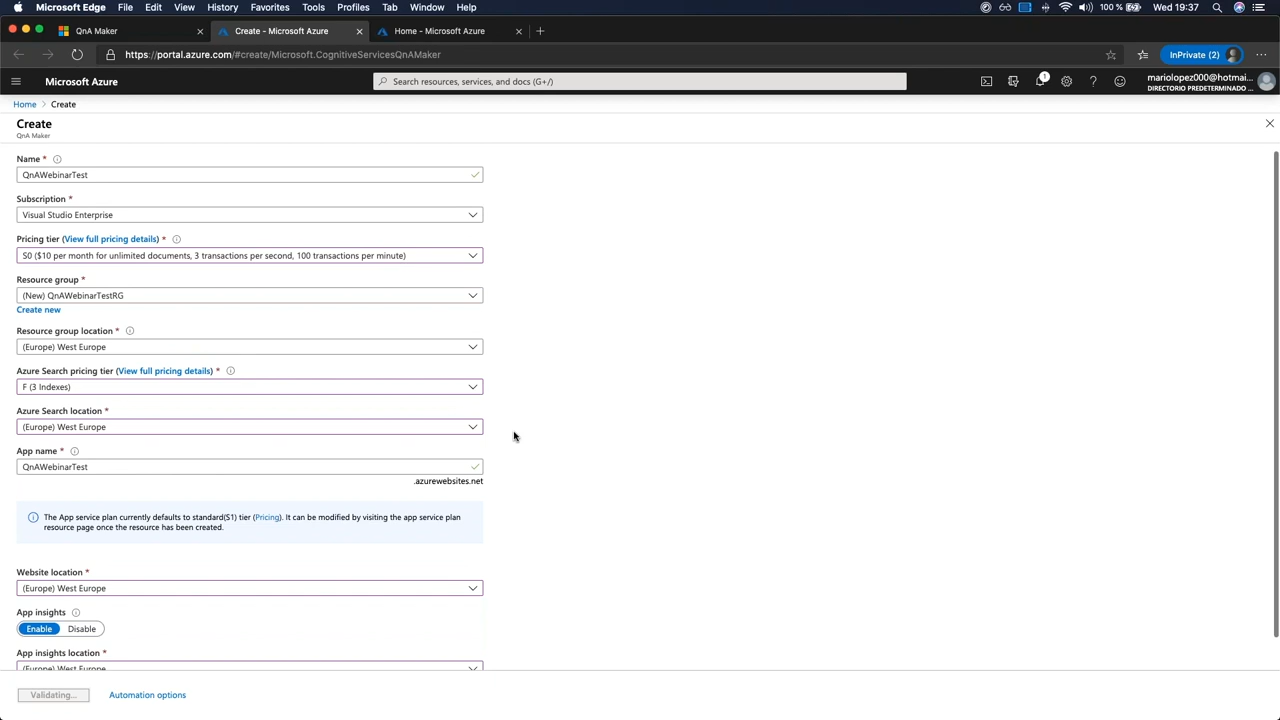 Microsoft Edge File Edit View History Favorites Tools Profiles Tab Window Help 100 % Wed 19:37
QnA Maker Create - Microsoft Azure Home - Microsoft Azure
https://portal.azure.com/#create/Microsoft.CognitiveServicesQnAMaker InPrivate (2)
Microsoft Azure Search resources, services, and docs (G+/) 1 mariolopez000@hotmai...
DIRECTORIO PREDETERMINADO ...
Home > Create
Create
QnA Maker
Name *
QnAWebinarTest
Subscription *
Visual Studio Enterprise
Pricing tier (View full pricing details) *
S0 ($10 per month for unlimited documents, 3 transactions per second, 100 transactions per minute)
Resource group *
(New) QnAWebinarTestRG
Create new
Resource group location *
(Europe) West Europe
Azure Search pricing tier (View full pricing details) *
F (3 Indexes)
Azure Search location *
(Europe) West Europe
App name *
QnAWebinarTest
.azurewebsites.net
The App service plan currently defaults to standard(S1) tier (Pricing). It can be modified by visiting the app service plan
resource page once the resource has been created.
Website location *
(Europe) West Europe
App insights
Enable Disable
App insights location *
(Europe) West Europe
Validating... Automation options